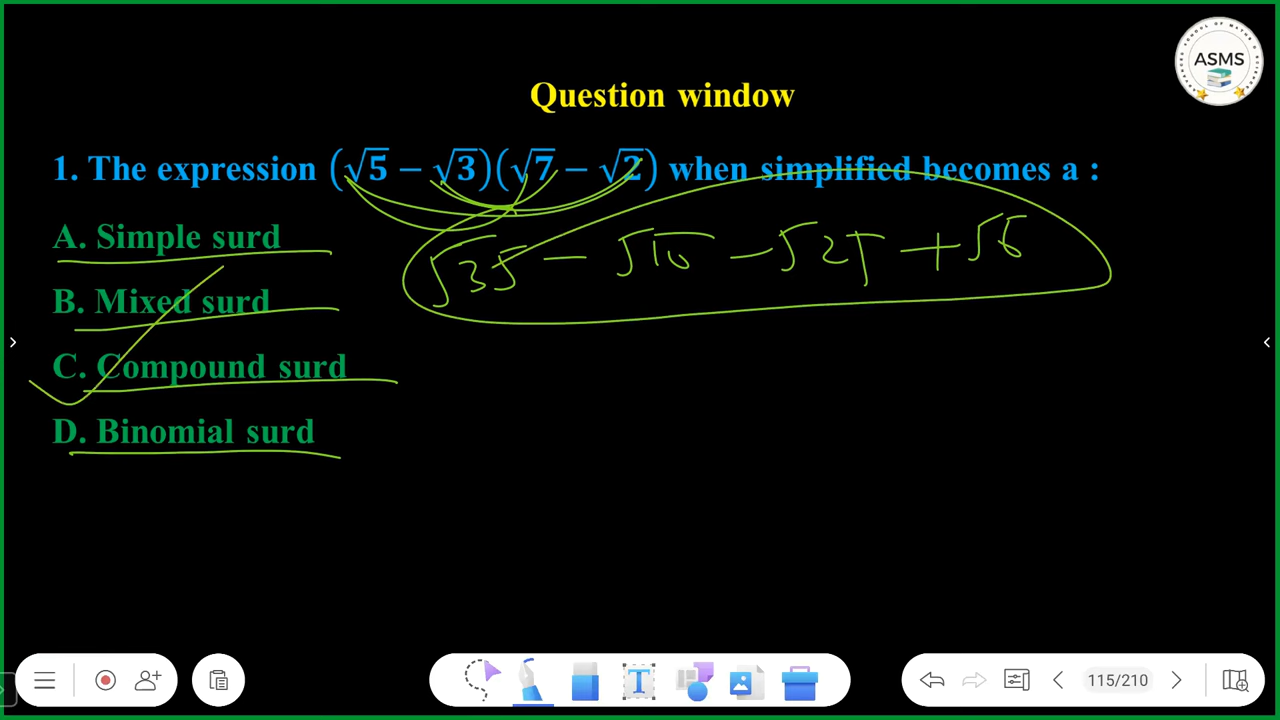 ASMS
Question window
1. The expression (√5 − √3)(√7 − √2) when simplified becomes a :
A. Simple surd
√35 − √10 − √21 + √6
B. Mixed surd
C. Compound surd
D. Binomial surd
115/210